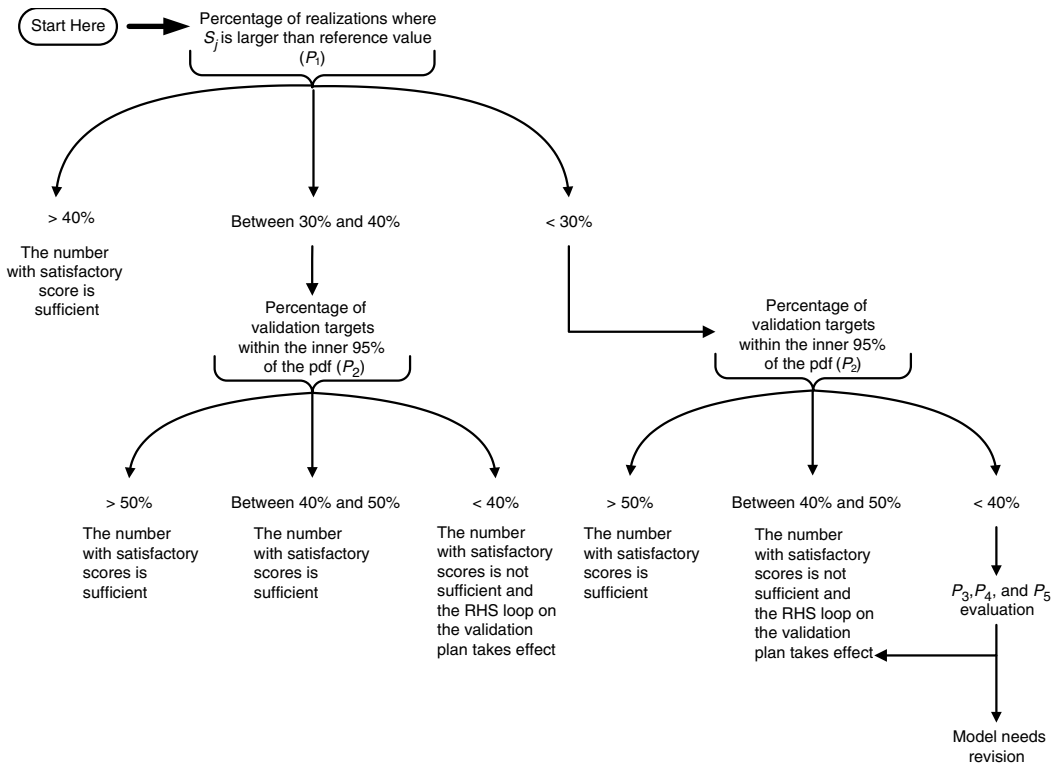 Start Here
Percentage of realizations where
Sj is larger than reference value
(P1)
> 40%
The number
with satisfactory
score is
sufficient
Between 30% and 40%
< 30%
Percentage of
validation targets
within the inner 95%
of the pdf (P2)
> 50%
The number
with satisfactory
scores is
sufficient
Between 40% and 50%
The number
with satisfactory
scores is
sufficient
< 40%
The number
with satisfactory
scores is not
sufficient and
the RHS loop on
the validation
plan takes effect
Percentage of
validation targets
within the inner 95%
of the pdf (P2)
> 50%
The number
with satisfactory
scores is
sufficient
Between 40% and 50%
The number
with satisfactory
scores is not
sufficient and
the RHS loop on
the validation
plan takes effect
< 40%
P3,P4, and P5
evaluation
Model needs
revision